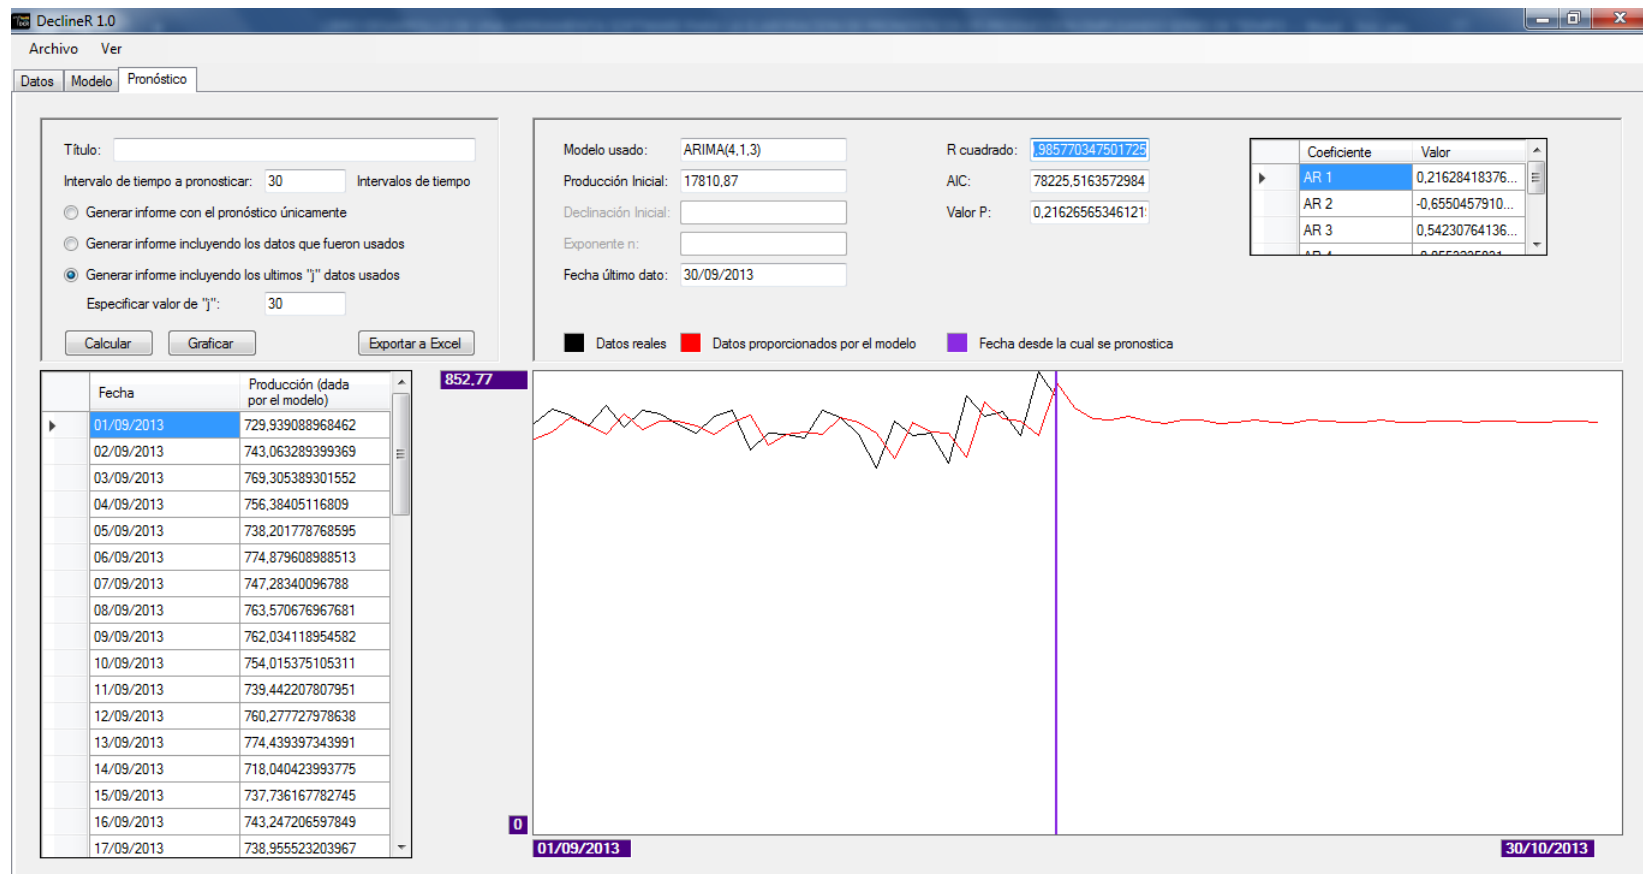 DeclineR 1.0
Archivo Ver
Datos Modelo Pronóstico
Título:
Intervalo de tiempo a pronosticar: 30 Intervalos de tiempo
Generar informe con el pronóstico únicamente
Generar informe incluyendo los datos que fueron usados
Generar informe incluyendo los ultimos "j" datos usados
Especificar valor de "j": 30
Calcular Graficar Exportar a Excel
Modelo usado: ARIMA(4,1,3)
Producción Inicial: 17810,87
Declinación Inicial:
Exponente n:
Fecha último dato: 30/09/2013
R cuadrado: ,985770347501725
AIC: 78225,5163572984
Valor P: 0,21626565346121
Coeficiente Valor
AR 1 0,21628418376...
AR 2 -0,6550457910...
AR 3 0,54230764136...
Datos reales Datos proporcionados por el modelo Fecha desde la cual se pronostica
Fecha Producción (dada
por el modelo)
01/09/2013 729,939088968462
02/09/2013 743,063289399369
03/09/2013 769,305389301552
04/09/2013 756,38405116809
05/09/2013 738,201778768595
06/09/2013 774,879608988513
07/09/2013 747,28340096788
08/09/2013 763,570676967681
09/09/2013 762,034118954582
10/09/2013 754,015375105311
11/09/2013 739,442207807951
12/09/2013 760,277727978638
13/09/2013 774,439397343991
14/09/2013 718,040423993775
15/09/2013 737,736167782745
16/09/2013 743,247206597849
17/09/2013 738,955523203967
852,77
0
01/09/2013 30/10/2013